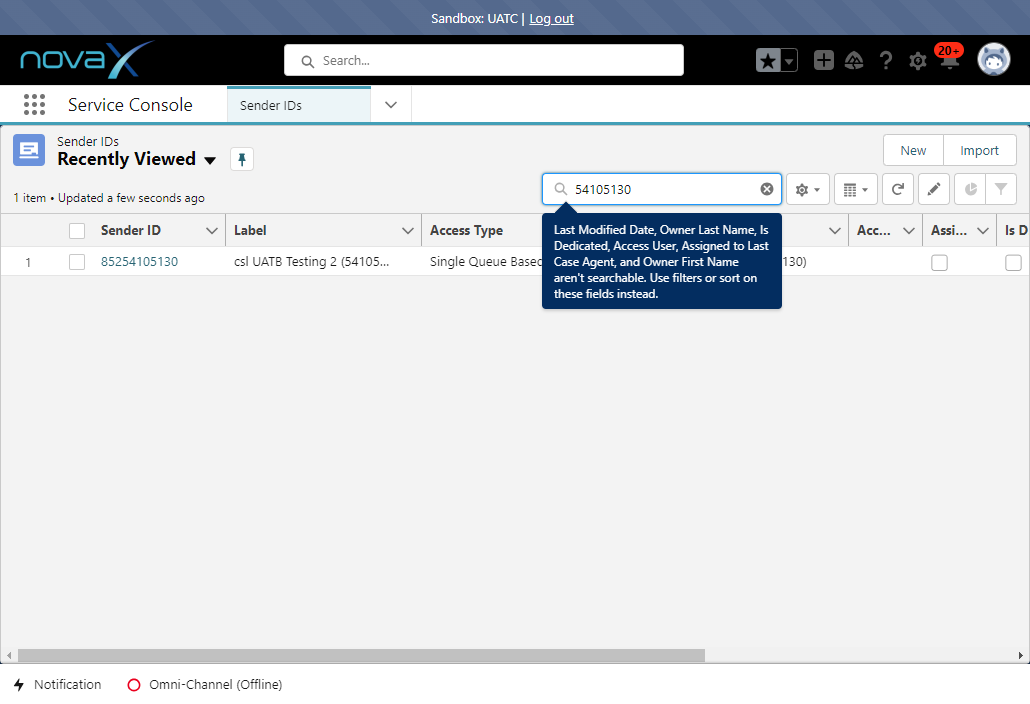 Sandbox: UATC | Log out
novaX
Search...
20+
Service Console
Sender IDs
Sender IDs
Recently Viewed
New
Import
1 item • Updated a few seconds ago
54105130
Sender ID
Label
Access Type
Acc...
Assi...
Is D
1
85254105130
csl UATB Testing 2 (54105...
Single Queue Based
130)
Last Modified Date, Owner Last Name, Is
Dedicated, Access User, Assigned to Last
Case Agent, and Owner First Name
aren't searchable. Use filters or sort on
these fields instead.
Notification
Omni-Channel (Offline)